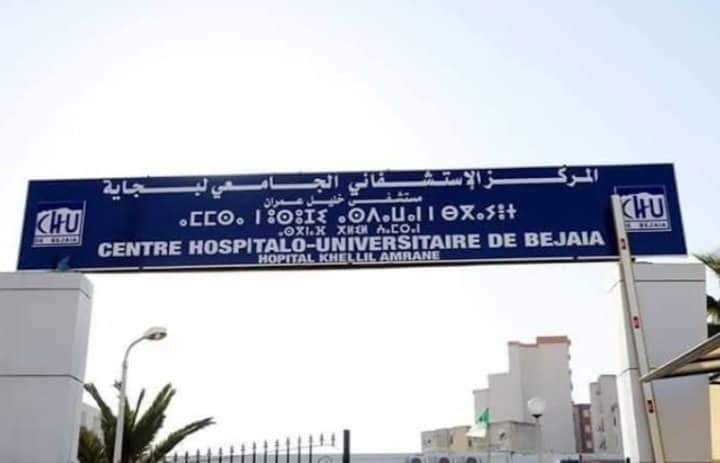 المركز الإستشفائي الجامعي لبجاية
مستشفى خليل عمران
ⵏ ⴰⵙⴷⴰⵡⴰⵏ ⵏ
CENTRE HOSPITALO-UNIVERSITAIRE DE BEJAIA
HOPITAL KHELLIL AMRANE
CHU
DE BEJAIA
CHU
DE BEJAIA